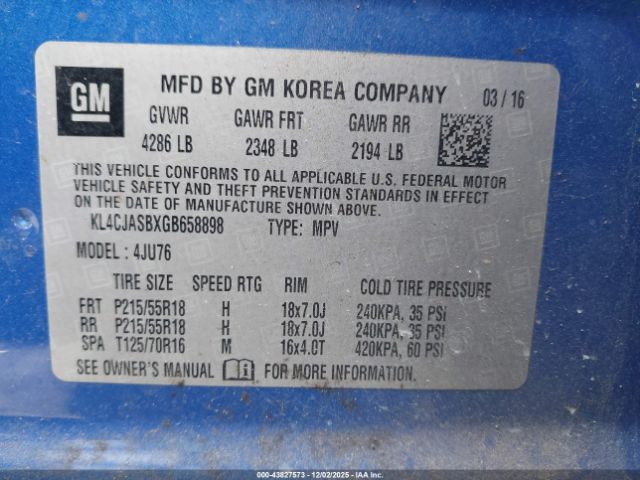 GM
MFD BY GM KOREA COMPANY 03 / 16
GVWR GAWR FRT GAWR RR
4286 LB 2348 LB 2194 LB
THIS VEHICLE CONFORMS TO ALL APPLICABLE U.S. FEDERAL MOTOR
VEHICLE SAFETY AND THEFT PREVENTION STANDARDS IN EFFECT
ON THE DATE OF MANUFACTURE SHOWN ABOVE.
KL4CJASBXGB658898 TYPE: MPV
MODEL : 4JU76
TIRE SIZE SPEED RTG RIM COLD TIRE PRESSURE
FRT P215/55R18 H 18x7.0J 240KPA, 35 PSI
RR P215/55R18 H 18x7.0J 240KPA, 35 PSI
SPA T125/70R16 M 16x4.0T 420KPA, 60 PSI
SEE OWNER'S MANUAL i FOR MORE INFORMATION.
000-43827573 - 12/02/2025 - IAA, Inc.